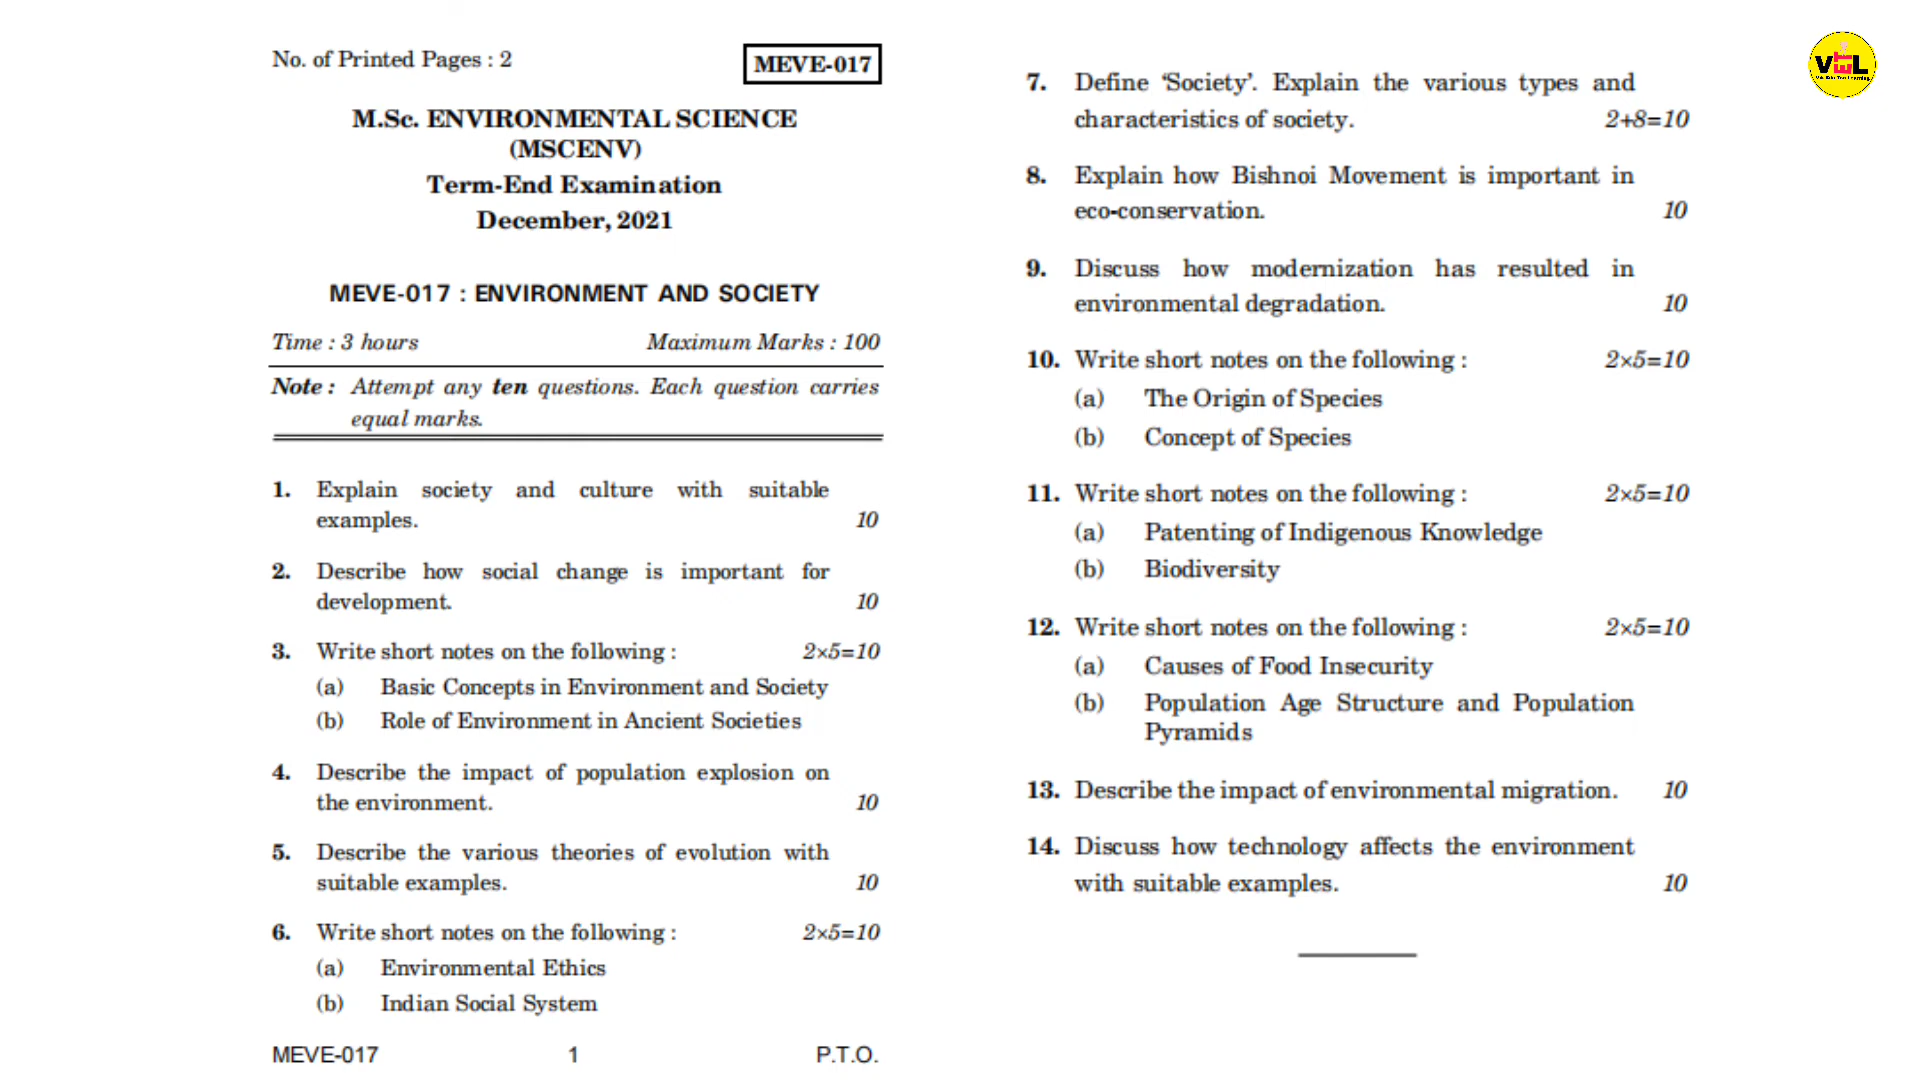 No. of Printed Pages : 2
MEVE-017
M.Sc. ENVIRONMENTAL SCIENCE
(MSCENV)
Term-End Examination
December, 2021
MEVE-017 : ENVIRONMENT AND SOCIETY
Time : 3 hours Maximum Marks : 100
Note : Attempt any ten questions. Each question carries
equal marks.
1. Explain society and culture with suitable
examples. 10
2. Describe how social change is important for
development. 10
3. Write short notes on the following : 2×5=10
(a) Basic Concepts in Environment and Society
(b) Role of Environment in Ancient Societies
4. Describe the impact of population explosion on
the environment. 10
5. Describe the various theories of evolution with
suitable examples. 10
6. Write short notes on the following : 2×5=10
(a) Environmental Ethics
(b) Indian Social System
MEVE-017 1 P.T.O.
7. Define ‘Society’. Explain the various types and
characteristics of society. 2+8=10
8. Explain how Bishnoi Movement is important in
eco-conservation. 10
9. Discuss how modernization has resulted in
environmental degradation. 10
10. Write short notes on the following : 2×5=10
(a) The Origin of Species
(b) Concept of Species
11. Write short notes on the following : 2×5=10
(a) Patenting of Indigenous Knowledge
(b) Biodiversity
12. Write short notes on the following : 2×5=10
(a) Causes of Food Insecurity
(b) Population Age Structure and Population
Pyramids
13. Describe the impact of environmental migration. 10
14. Discuss how technology affects the environment
with suitable examples. 10